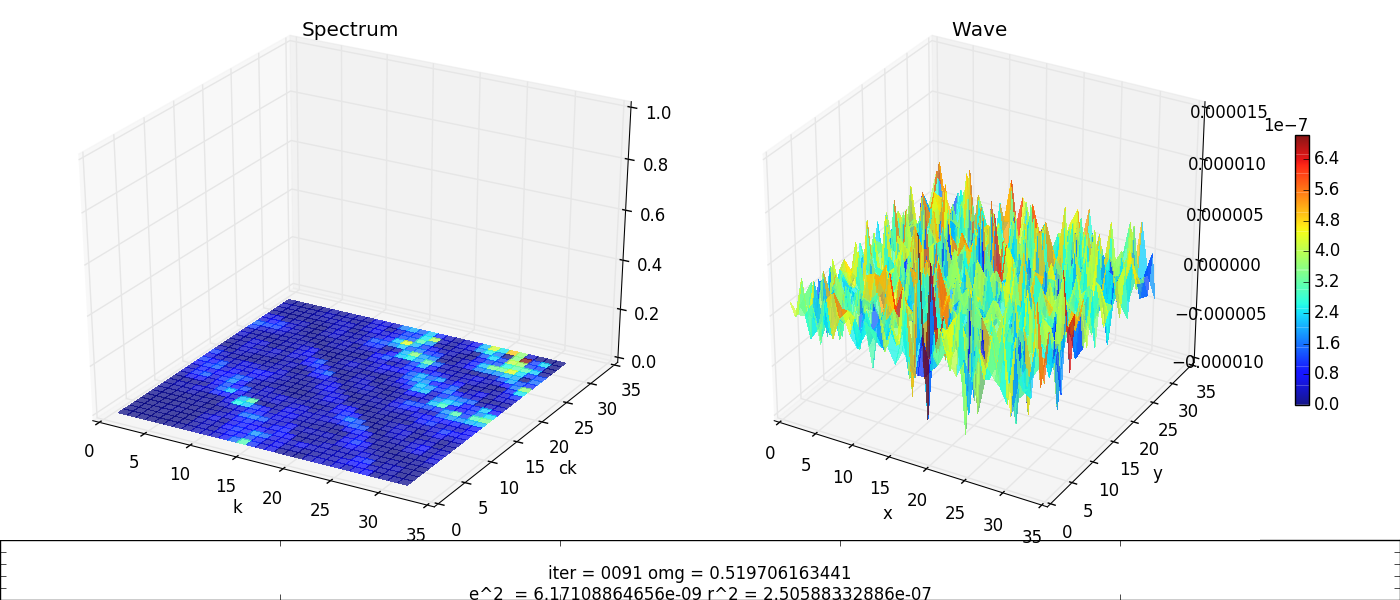 Spectrum
1.0
0.8
0.6
0.4
0.2
0.0
0 5 10 15 20 25 30 35
k
0 5 10 15 20 25 30 35
ck
Wave
0.000015
0.000010
0.000005
0.000000
−0.000005
−0.000010
0 5 10 15 20 25 30 35
x
0 5 10 15 20 25 30 35
y
1e−7
6.4
5.6
4.8
4.0
3.2
2.4
1.6
0.8
0.0
iter = 0091 omg = 0.519706163441
e^2 = 6.17108864656e-09 r^2 = 2.50588332886e-07